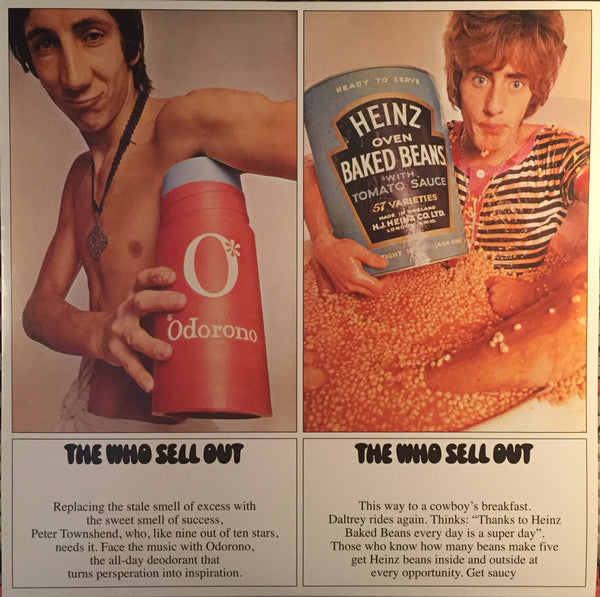 O*
*Odorono
READY TO SERVE
HEINZ
OVEN
BAKED BEANS
WITH
TOMATO SAUCE
57 VARIETIES
MADE IN ENGLAND
H.J. HEINZ CO. LTD.
THE WHO SELL OUT
Replacing the stale smell of excess with
the sweet smell of success,
Peter Townshend, who, like nine out of ten stars,
needs it. Face the music with Odorono,
the all-day deodorant that
turns persperation into inspiration.
THE WHO SELL OUT
This way to a cowboy's breakfast.
Daltrey rides again. Thinks: “Thanks to Heinz
Baked Beans every day is a super day”.
Those who know how many beans make five
get Heinz beans inside and outside at
every opportunity. Get saucy